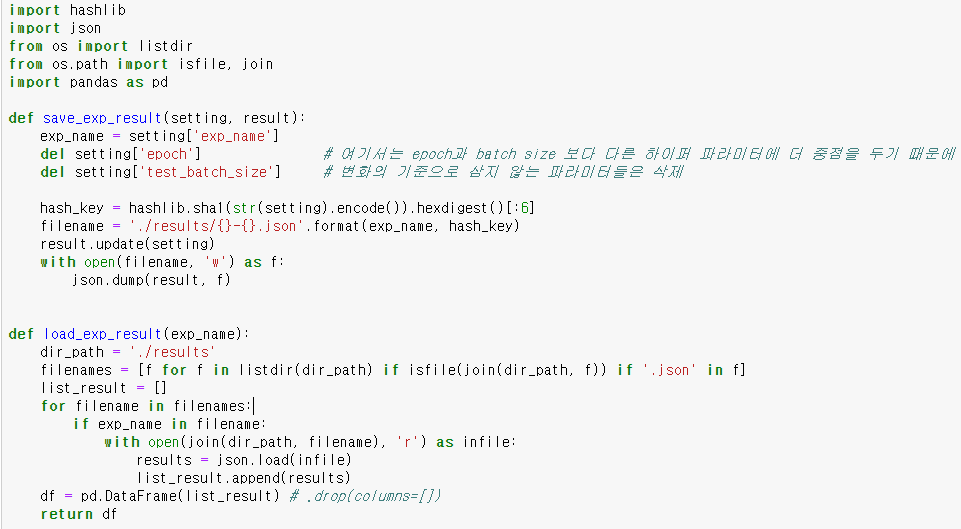 import hashlib
import json
from os import listdir
from os.path import isfile, join
import pandas as pd

def save_exp_result(setting, result):
    exp_name = setting['exp_name']
    del setting['epoch']               # 여기서는 epoch과 batch size 보다 다른 하이퍼 파라미터에 더 중점을 두기 때문에
    del setting['test_batch_size']     # 변화의 기준으로 삼지 않는 파라미터들은 삭제

    hash_key = hashlib.sha1(str(setting).encode()).hexdigest()[:6]
    filename = './results/{}-{}.json'.format(exp_name, hash_key)
    result.update(setting)
    with open(filename, 'w') as f:
        json.dump(result, f)


def load_exp_result(exp_name):
    dir_path = './results'
    filenames = [f for f in listdir(dir_path) if isfile(join(dir_path, f)) if '.json' in f]
    list_result = []
    for filename in filenames:
        if exp_name in filename:
            with open(join(dir_path, filename), 'r') as infile:
                results = json.load(infile)
                list_result.append(results)
    df = pd.DataFrame(list_result) # .drop(columns=[])
    return df